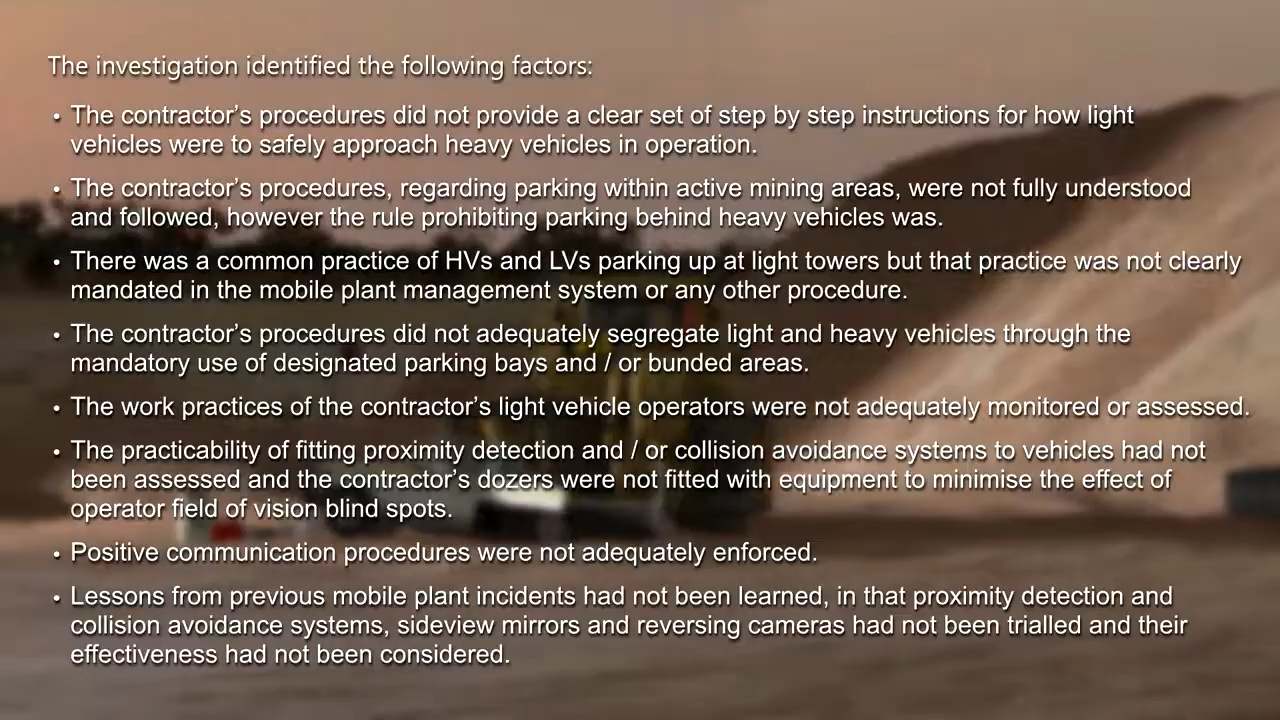 The investigation identified the following factors:
• The contractor’s procedures did not provide a clear set of step by step instructions for how light
vehicles were to safely approach heavy vehicles in operation.
• The contractor’s procedures, regarding parking within active mining areas, were not fully understood
and followed, however the rule prohibiting parking behind heavy vehicles was.
• There was a common practice of HVs and LVs parking up at light towers but that practice was not clearly
mandated in the mobile plant management system or any other procedure.
• The contractor’s procedures did not adequately segregate light and heavy vehicles through the
mandatory use of designated parking bays and / or bunded areas.
• The work practices of the contractor’s light vehicle operators were not adequately monitored or assessed.
• The practicability of fitting proximity detection and / or collision avoidance systems to vehicles had not
been assessed and the contractor’s dozers were not fitted with equipment to minimise the effect of
operator field of vision blind spots.
• Positive communication procedures were not adequately enforced.
• Lessons from previous mobile plant incidents had not been learned, in that proximity detection and
collision avoidance systems, sideview mirrors and reversing cameras had not been trialled and their
effectiveness had not been considered.